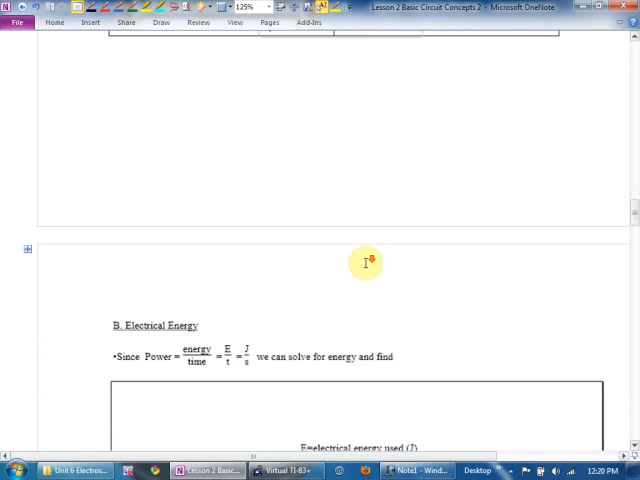 125%
Lesson 2 Basic Circuit Concepts 2 - Microsoft OneNote
File
Home
Insert
Share
Draw
Review
View
Pages
Add-Ins
B. Electrical Energy
•Since Power = energy/time = E/t = J/s we can solve for energy and find
E=electrical energy used (J)
Unit 6 Electros...
Lesson 2 Basic...
Virtual TI-83+
Note1 - Wind...
Desktop
12:20 PM